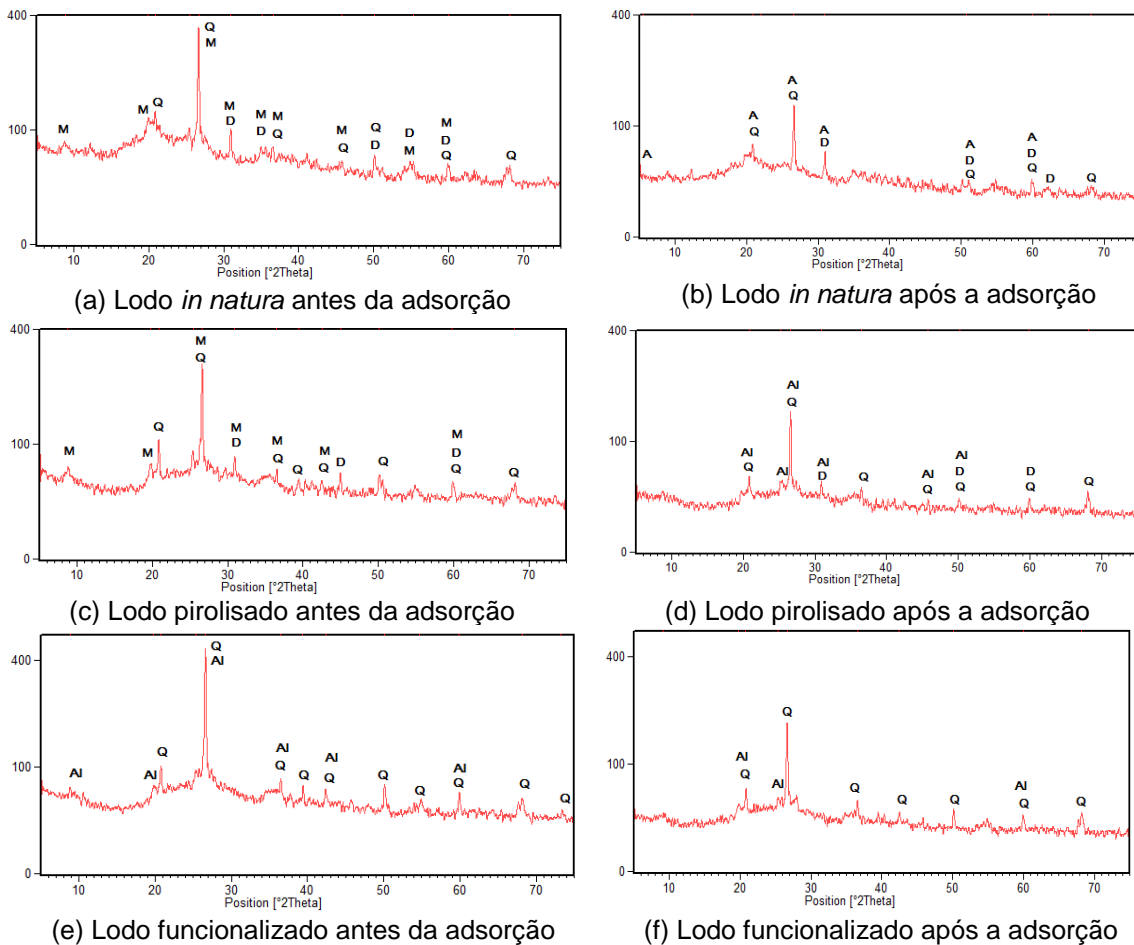 400
Q
M
M
Q
M
M
D
M
D
M
Q
M
Q
Q
D
D
M
M
D
Q
Q
100
0
10 20 30 40 50 60 70
Position [°2Theta]
(a) Lodo in natura antes da adsorção
400
A
Q
A
Q
A
A
D
A
D
Q
A
D
Q
D
Q
100
0
10 20 30 40 50 60 70
Position [°2Theta]
(b) Lodo in natura após a adsorção
400
M
Q
M
M
Q
M
D
M
Q
Q
M
Q
D
Q
M
D
Q
Q
100
0
10 20 30 40 50 60 70
Position [°2Theta]
(c) Lodo pirolisado antes da adsorção
400
Al
Q
Al
Q
Al
Al
D
Q
Al
Q
Al
D
Q
D
Q
Q
100
0
10 20 30 40 50 60 70
Position [°2Theta]
(d) Lodo pirolisado após a adsorção
400
Q
Al
Al
Al
Q
Al
Q
Q
Al
Q
Q
Q
Al
Q
Q
Q
100
0
10 20 30 40 50 60 70
Position [°2Theta]
(e) Lodo funcionalizado antes da adsorção
400
Q
Al
Q
Al
Q
Q
Q
Al
Q
Q
100
0
10 20 30 40 50 60 70
Position [°2Theta]
(f) Lodo funcionalizado após a adsorção